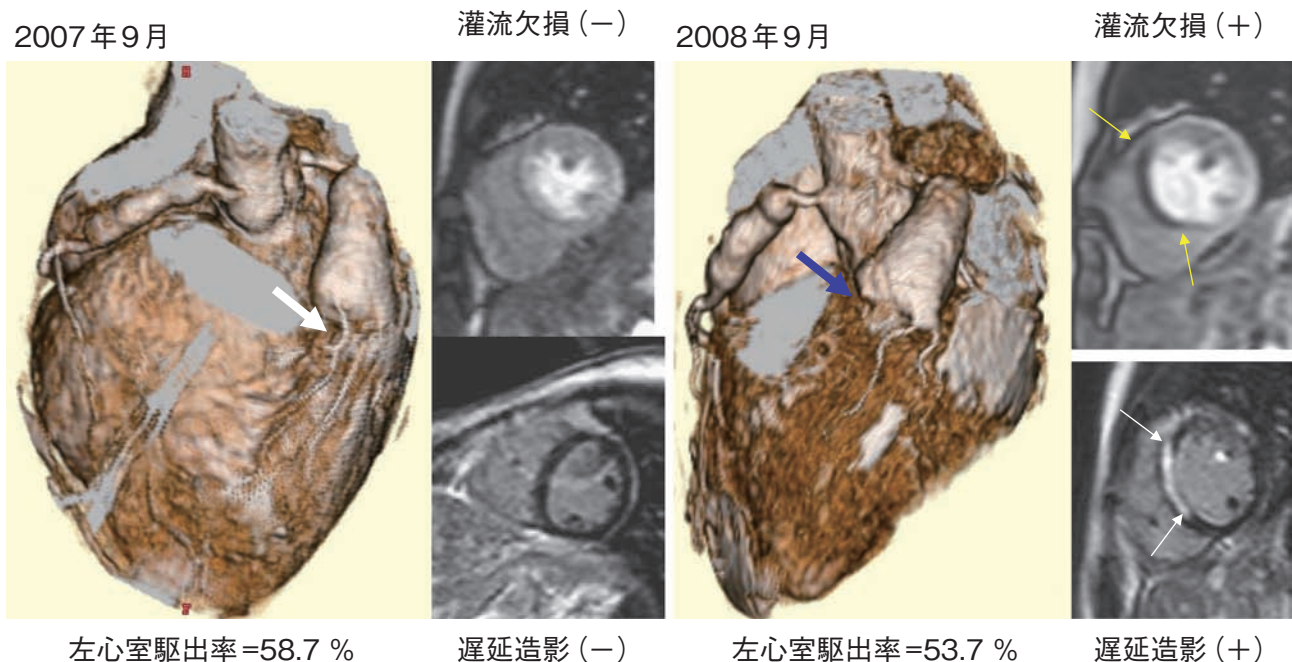 2007年9月
灌流欠損（－）
2008年9月
灌流欠損（＋）
左心室駆出率=58.7 %
遅延造影（－）
左心室駆出率=53.7 %
遅延造影（＋）